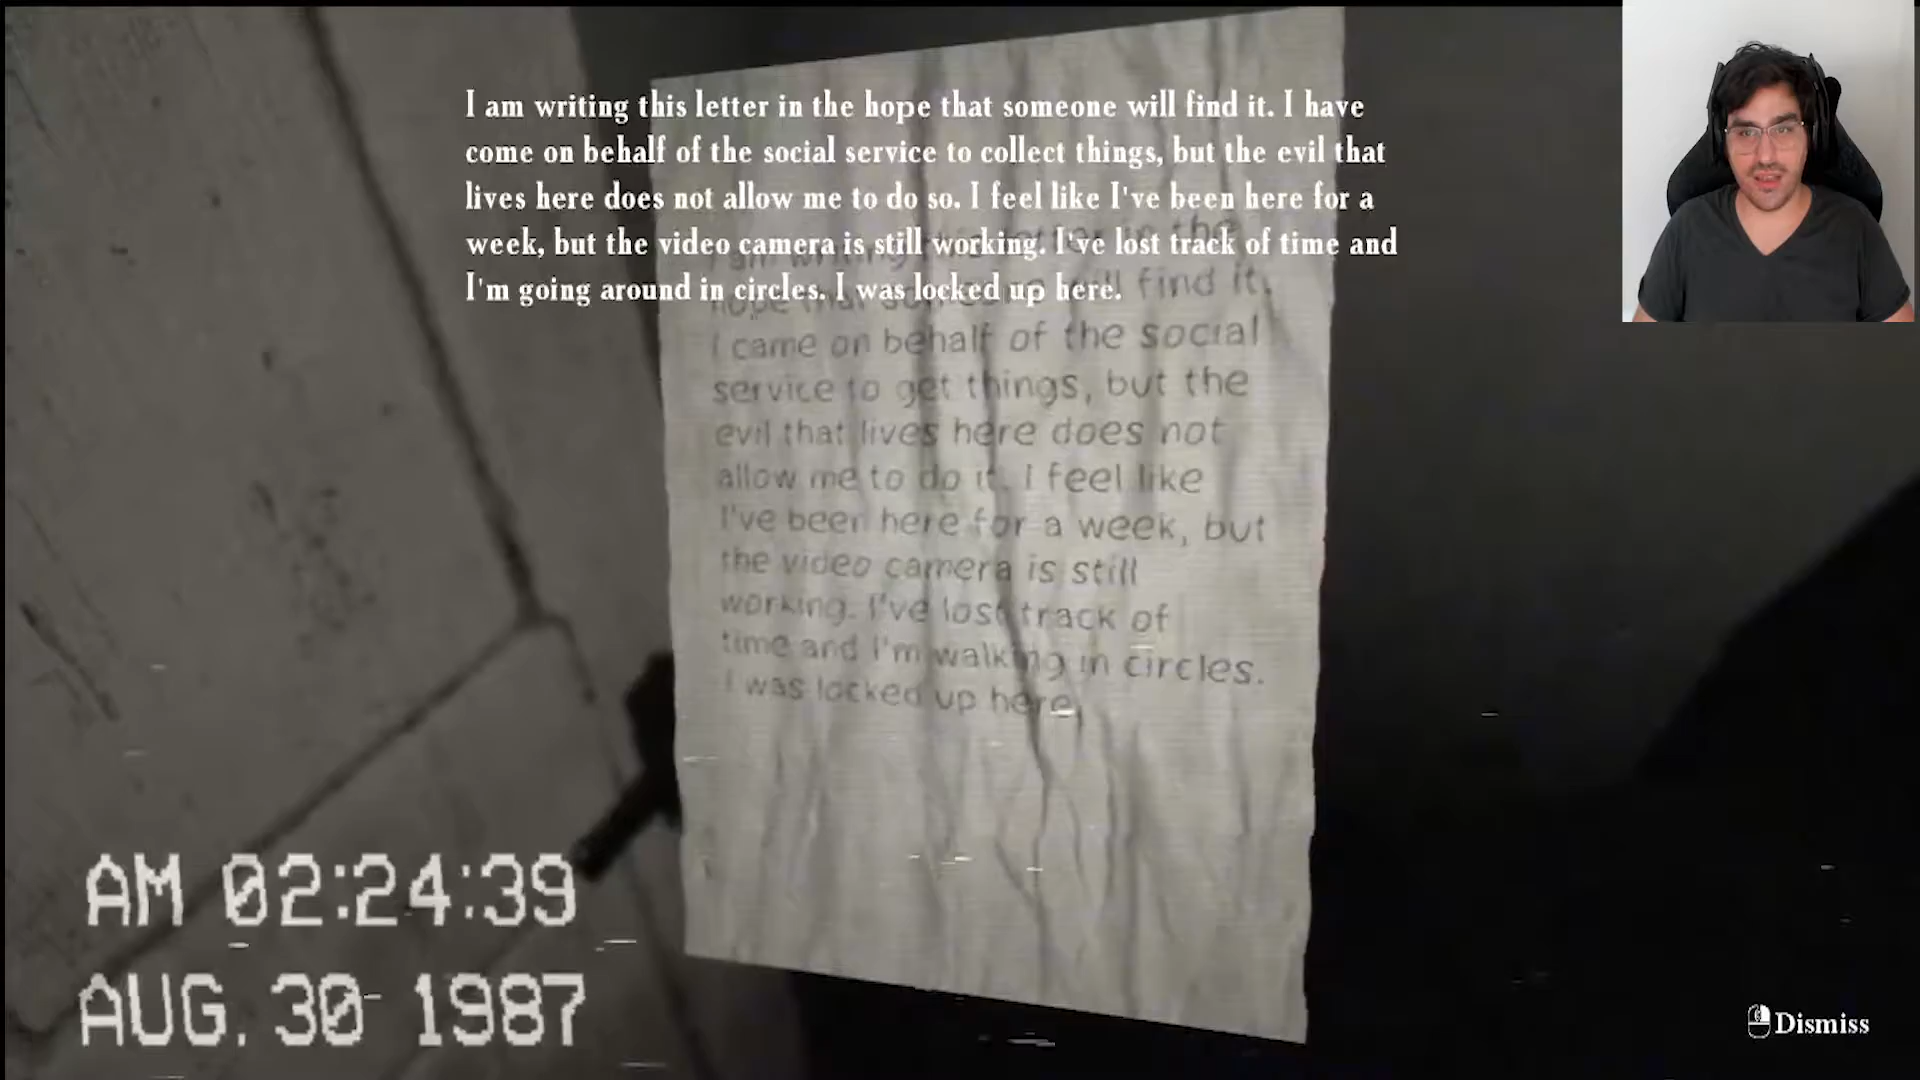 I am writing this letter in the hope that someone will find it. I have
come on behalf of the social service to collect things, but the evil that
lives here does not allow me to do so. I feel like I've been here for a
week, but the video camera is still working. I've lost track of time and
I'm going around in circles. I was locked up here.
find it.
I came on behalf of the social
service to get things, but the
evil that lives here does not
allow me to do it. I feel like
I've been here for a week, but
the video camera is still
working. I've lost track of
time and I'm walking in circles.
I was locked up here.
AM 02:24:39
AUG. 30 1987
Dismiss